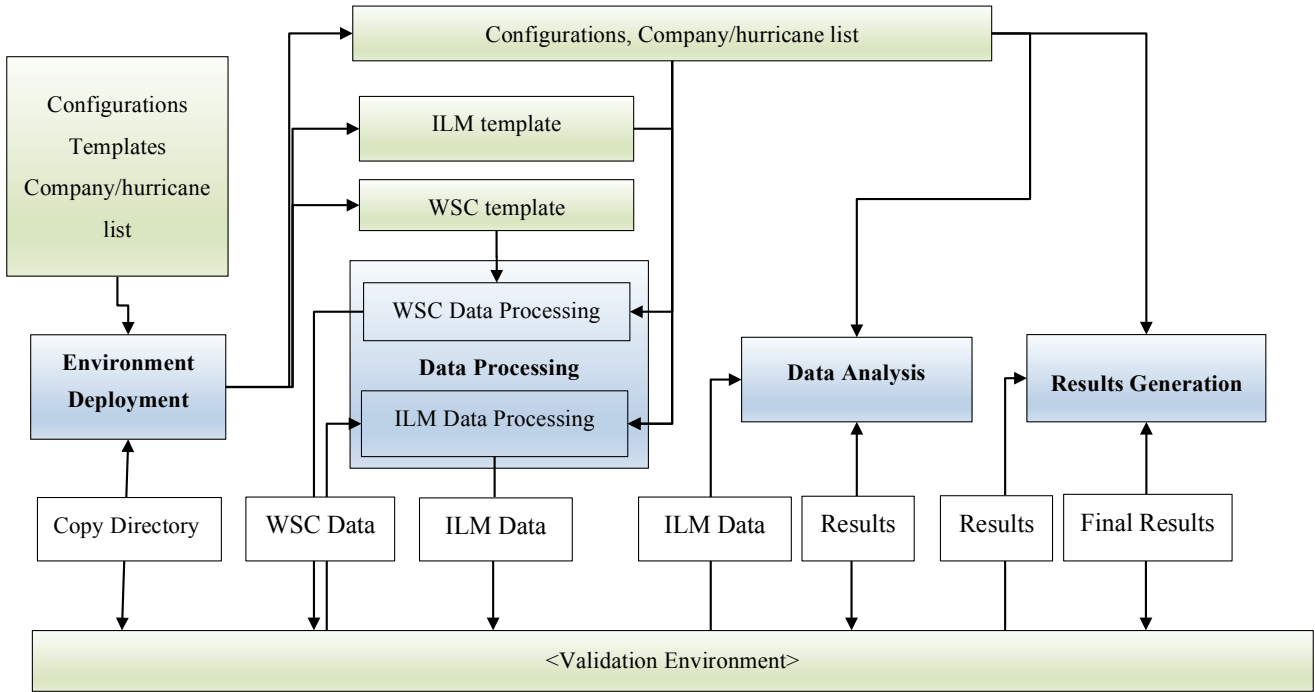 Configurations, Company/hurricane list
Configurations
Templates
Company/hurricane
list
ILM template
WSC template
WSC Data Processing
Data Processing
ILM Data Processing
Environment
Deployment
Data Analysis
Results Generation
Copy Directory
WSC Data
ILM Data
ILM Data
Results
Results
Final Results
<Validation Environment>